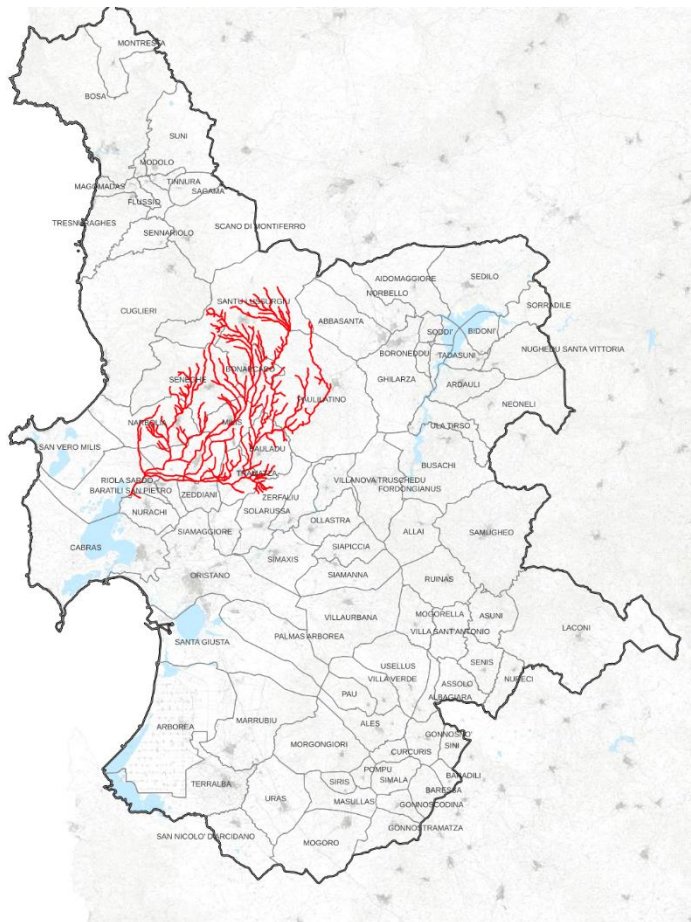 MONTRESTA
BOSA
SUNI
MODOLO
TINNURA
MAGOMADAS
SAGAMA
FLUSSIO
TRESNURAGHES
SENNARIOLO
SCANO DI MONTIFERRO
CUGLIERI
SANTU LUSSURGIU
AIDOMAGGIORE
SEDILO
NORBELLO
SORRADILE
ABBASANTA
SODDI'
BIDONI'
NUGHEDU SANTA VITTORIA
BORONEDDU
TADASUNI
BONARCADO
SENEGHE
GHILARZA
ARDAULI
PAULILATINO
NEONELI
NARBOLIA
MILIS
ULA TIRSO
SAN VERO MILIS
BAULADU
BUSACHI
TRAMATZA
RIOLA SARDO
VILLANOVA TRUSCHEDU
BARATILI SAN PIETRO
ZEDDIANI
ZERFALIU
FORDONGIANUS
NURACHI
SOLARUSSA
OLLASTRA
SIAMAGGIORE
ALLAI
SAMUGHEO
CABRAS
SIMAXIS
SIAPICCIA
ORISTANO
SIAMANNA
RUINAS
VILLAURBANA
MOGORELLA
ASUNI
LACONI
SANTA GIUSTA
PALMAS ARBOREA
VILLA SANT'ANTONIO
USELLUS
SENIS
VILLA VERDE
NURECI
PAU
ASSOLO
ALBAGIARA
ARBOREA
MARRUBIU
ALES
GONNOSNO'
MORGONGIORI
CURCURIS
SINI
POMPU
BARADILI
TERRALBA
SIRIS
SIMALA
BARESSA
URAS
MASULLAS
GONNOSCODINA
SAN NICOLO' D'ARCIDANO
GONNOSTRAMATZA
MOGORO